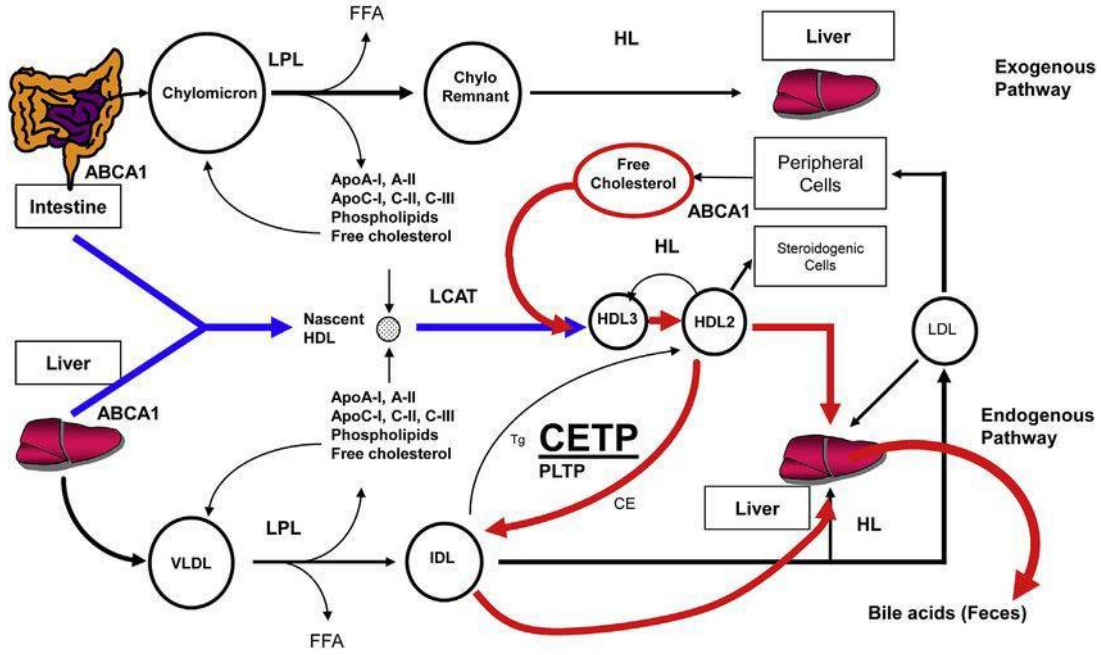 FFA
LPL
HL
Liver
Exogenous
Pathway
Chylomicron
Chylo
Remnant
ABCA1
Intestine
ApoA-I, A-II
ApoC-I, C-II, C-III
Phospholipids
Free cholesterol
Free
Cholesterol
ABCA1
Peripheral
Cells
HL
Steroidogenic
Cells
Nascent
HDL
LCAT
HDL3
HDL2
LDL
Liver
ABCA1
ApoA-I, A-II
ApoC-I, C-II, C-III
Phospholipids
Free cholesterol
Tg
CETP
PLTP
CE
Endogenous
Pathway
Liver
HL
VLDL
LPL
IDL
FFA
Bile acids (Feces)